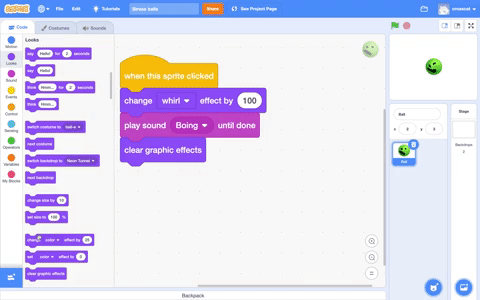 SCRATCH
File
Edit
Tutorials
Stress balls
Share
See Project Page
Code
Costumes
Sounds
Motion
Looks
Sound
Events
Control
Sensing
Operators
Variables
My Blocks
Looks
say Hello! for 2 seconds
say Hello!
think Hmm... for 2 seconds
think Hmm...
switch costume to ball-a
next costume
switch backdrop to Neon Tunnel
next backdrop
change size by 10
set size to 100 %
change color effect by 25
set color effect to 0
clear graphic effects
when this sprite clicked
change whirl effect by 100
play sound Boing until done
clear graphic effects
Backpack
Ball
x
y
Ball
Stage
Backdrops
2